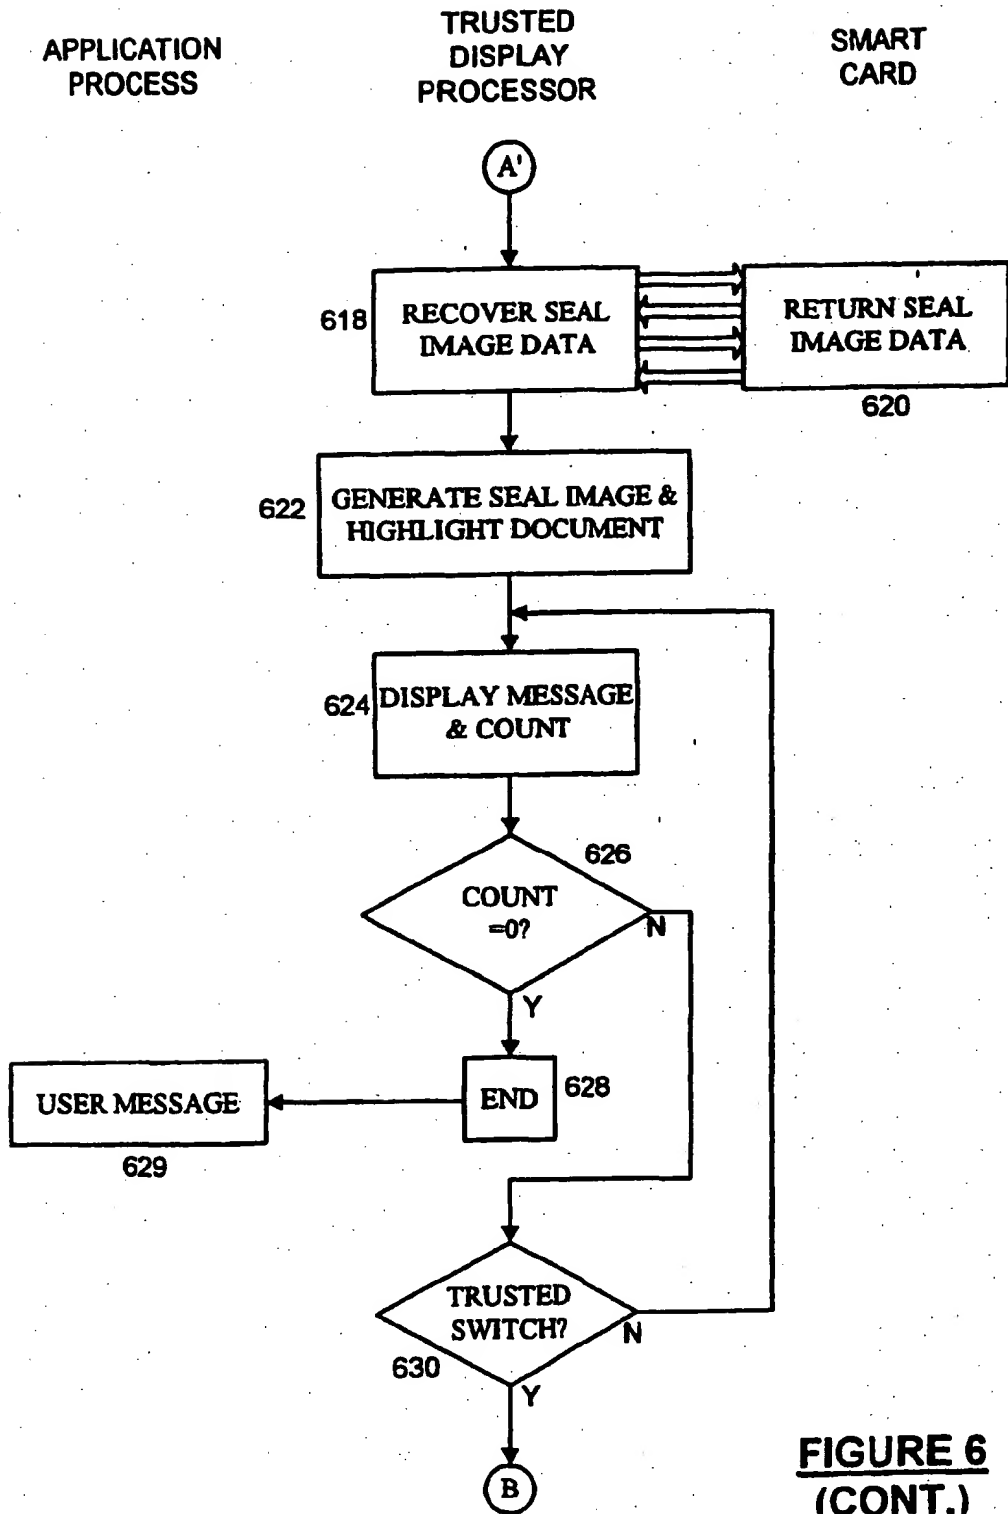 APPLICATION
PROCESS
TRUSTED
DISPLAY
PROCESSOR
SMART
CARD
A'
618
RECOVER SEAL
IMAGE DATA
RETURN SEAL
IMAGE DATA
620
622
GENERATE SEAL IMAGE &
HIGHLIGHT DOCUMENT
624
DISPLAY MESSAGE
& COUNT
626
COUNT
=0?
N
Y
USER MESSAGE
629
END
628
TRUSTED
SWITCH?
N
630
Y
B
FIGURE 6
(CONT.)